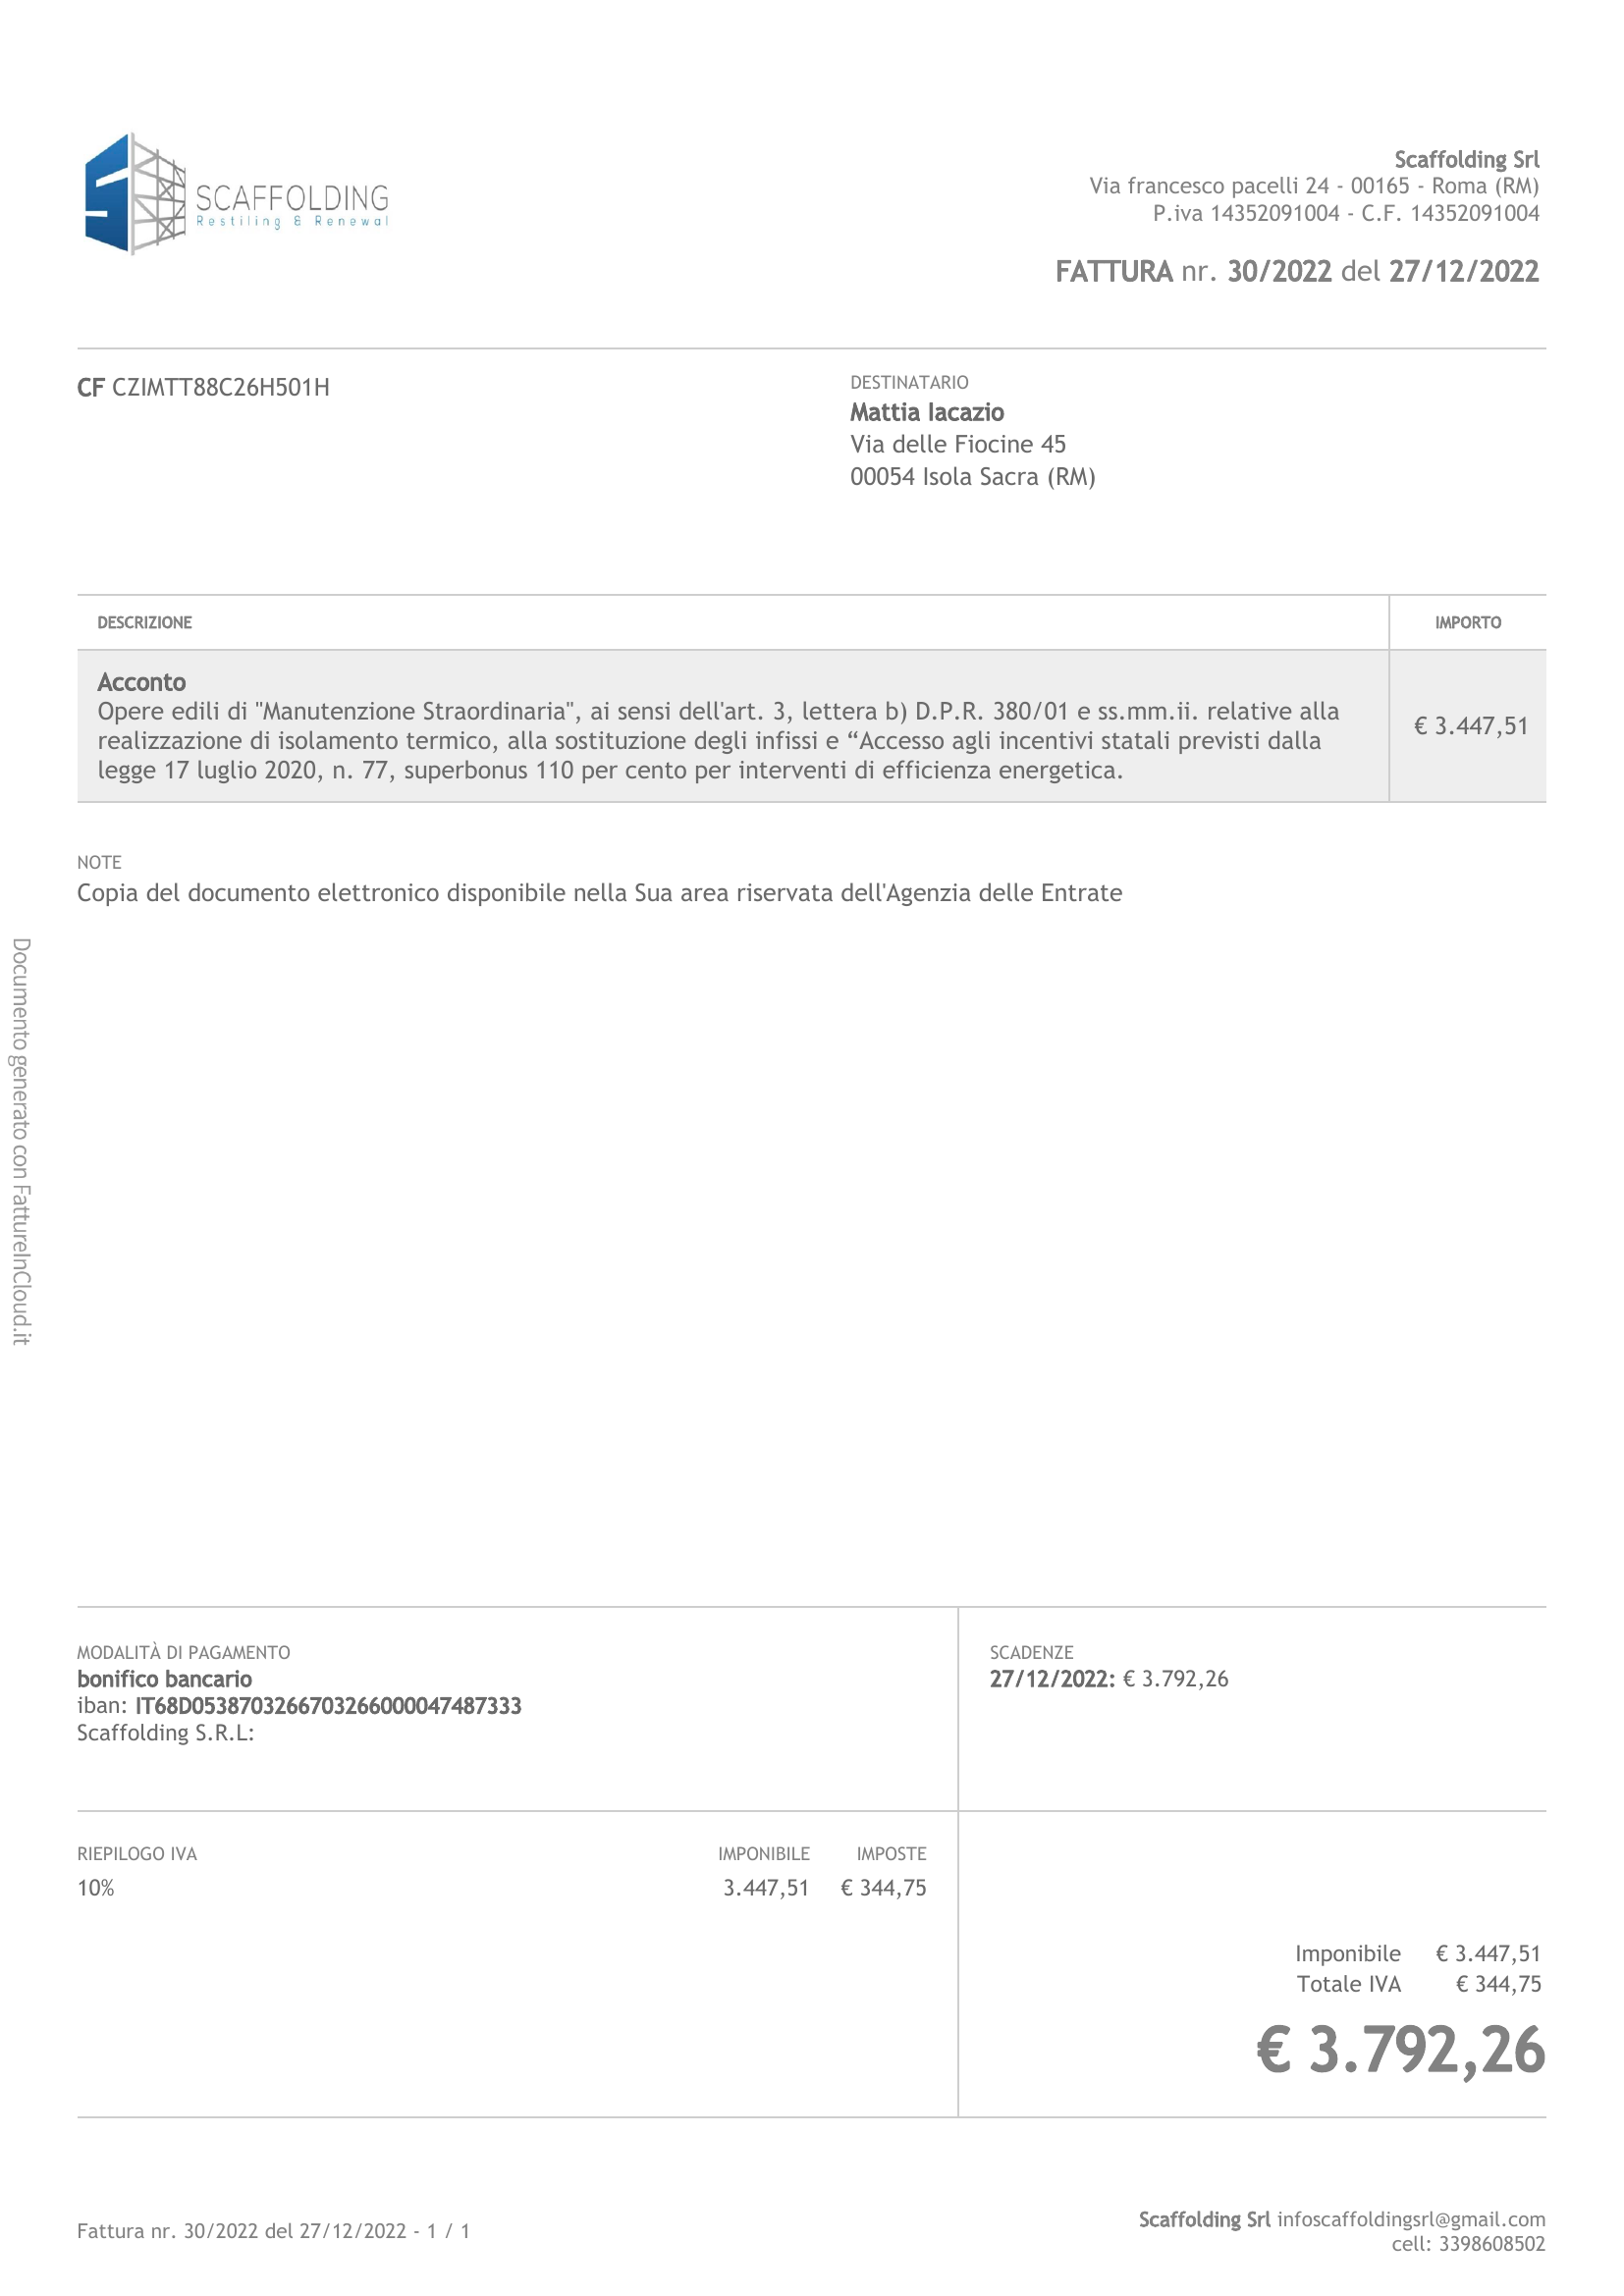 SCAFFOLDING
Restiling & Renewal
Scaffolding Srl
Via francesco pacelli 24 - 00165 - Roma (RM)
P.iva 14352091004 - C.F. 14352091004
FATTURA nr. 30/2022 del 27/12/2022
CF CZIMTT88C26H501H
DESTINATARIO
Mattia Iacazio
Via delle Fiocine 45
00054 Isola Sacra (RM)
DESCRIZIONE IMPORTO
Acconto
Opere edili di "Manutenzione Straordinaria", ai sensi dell'art. 3, lettera b) D.P.R. 380/01 e ss.mm.ii. relative alla
realizzazione di isolamento termico, alla sostituzione degli infissi e “Accesso agli incentivi statali previsti dalla
legge 17 luglio 2020, n. 77, superbonus 110 per cento per interventi di efficienza energetica.
€ 3.447,51
NOTE
Copia del documento elettronico disponibile nella Sua area riservata dell'Agenzia delle Entrate
Documento generato con FattureInCloud.it
MODALITÀ DI PAGAMENTO
bonifico bancario
iban: IT68D0538703266703266000047487333
Scaffolding S.R.L:
SCADENZE
27/12/2022: € 3.792,26
RIEPILOGO IVA IMPONIBILE IMPOSTE
10% 3.447,51 € 344,75
Imponibile € 3.447,51
Totale IVA € 344,75
€ 3.792,26
Fattura nr. 30/2022 del 27/12/2022 - 1 / 1
Scaffolding Srl infoscaffoldingsrl@gmail.com
cell: 3398608502